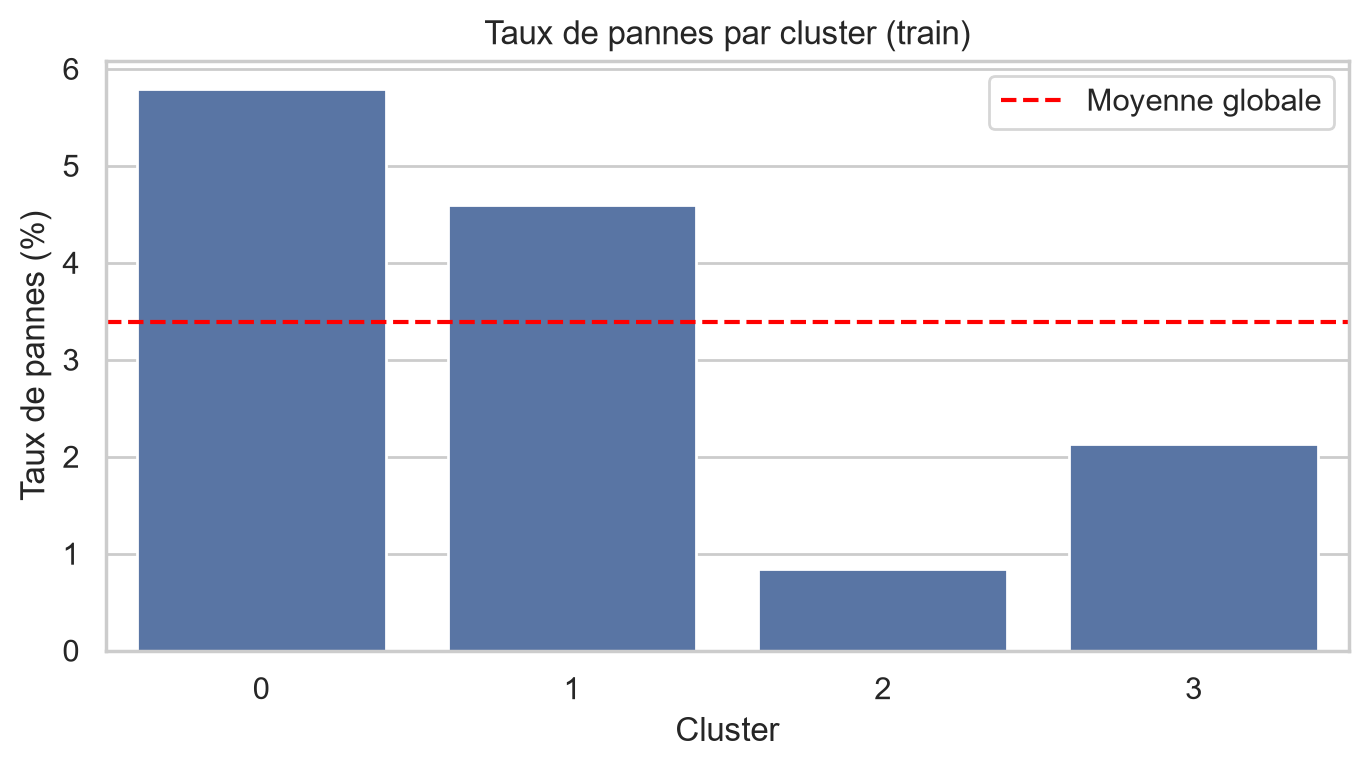 Taux de pannes par cluster (train)
Moyenne globale
Taux de pannes (%)
6
5
4
3
2
1
0
0 1 2 3
Cluster